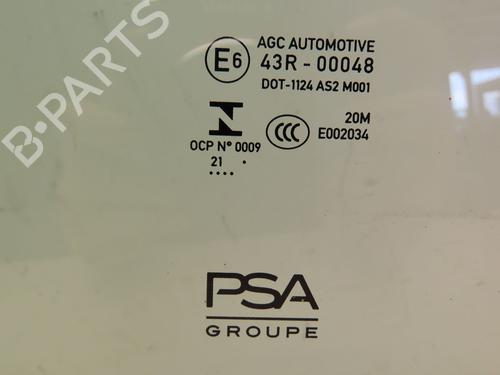 B-PARTS
E6
AGC AUTOMOTIVE
43R - 00048
DOT-1124 AS2 M001
N
CCC
20M
E002034
OCP N° 0009
21
....
PSA
GROUPE